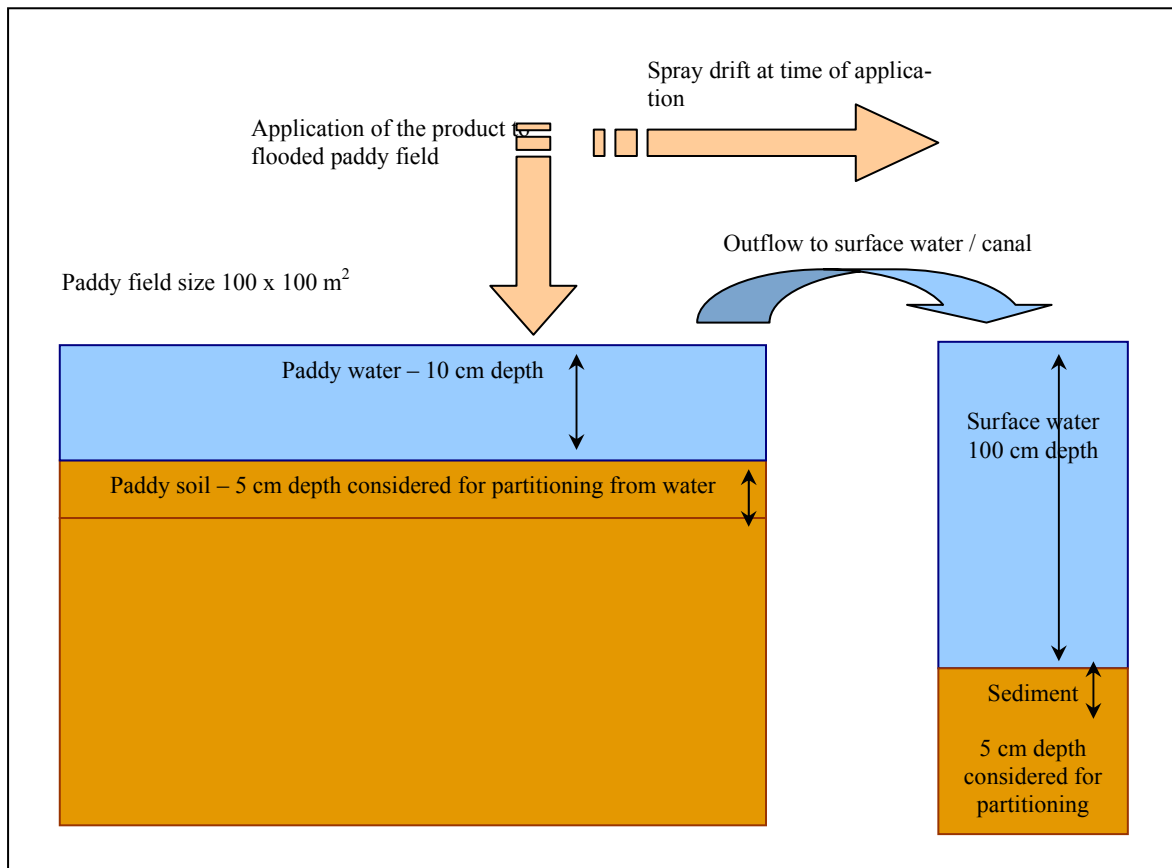 Spray drift at time of applica-
tion
Application of the product to
flooded paddy field
Outflow to surface water / canal
Paddy field size 100 x 100 m²
Paddy water – 10 cm depth
Surface water
100 cm depth
Paddy soil – 5 cm depth considered for partitioning from water
Sediment
5 cm depth
considered for
partitioning